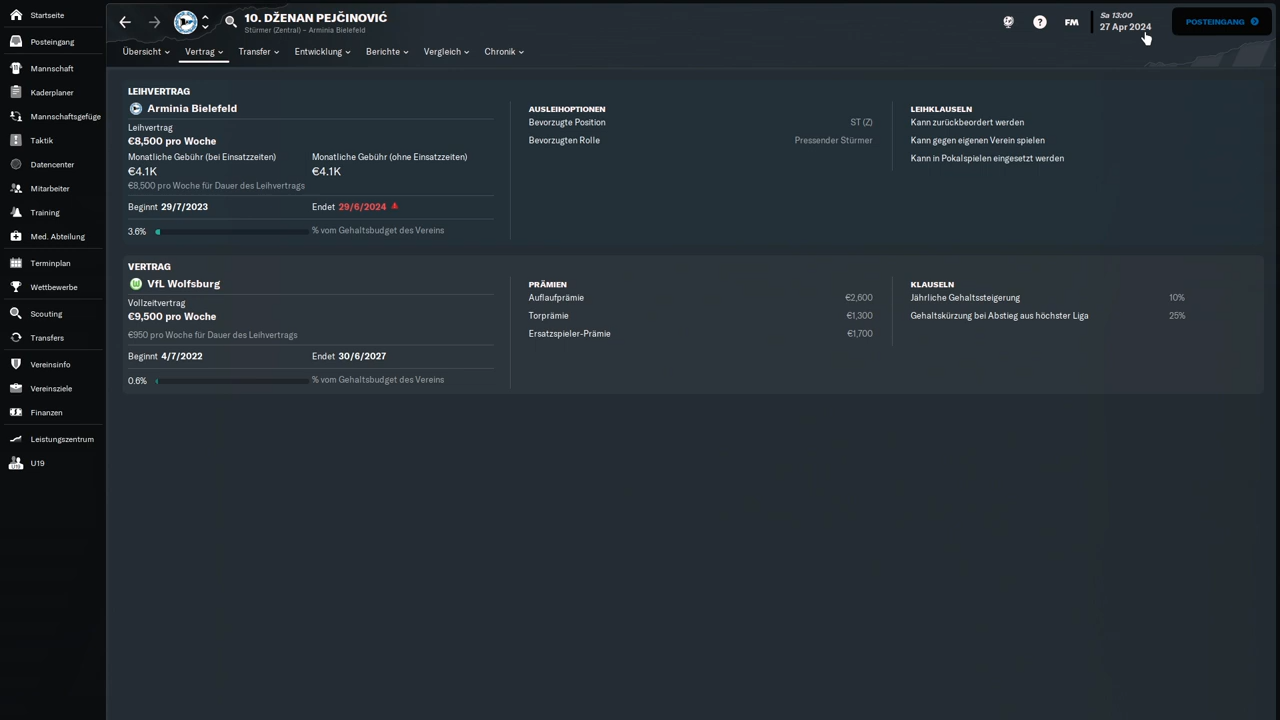 Startseite
Posteingang
Mannschaft
Kaderplaner
Mannschaftsgefüge
Taktik
Datencenter
Mitarbeiter
Training
Med. Abteilung
Terminplan
Wettbewerbe
Scouting
Transfers
Vereinsinfo
Vereinsziele
Finanzen
Leistungszentrum
U19
10. DŽENAN PEJČINOVIĆ
Stürmer (Zentral) – Arminia Bielefeld
FM
Sa 13:00
27 Apr 2024
POSTEINGANG
Übersicht Vertrag Transfer Entwicklung Berichte Vergleich Chronik
LEIHVERTRAG
Arminia Bielefeld
Leihvertrag
€8,500 pro Woche
Monatliche Gebühr (bei Einsatzzeiten) Monatliche Gebühr (ohne Einsatzzeiten)
€4.1K €4.1K
€8,500 pro Woche für Dauer des Leihvertrags
Beginnt 29/7/2023 Endet 29/6/2024
3.6% % vom Gehaltsbudget des Vereins
AUSLEIHOPTIONEN
Bevorzugte Position ST (Z)
Bevorzugten Rolle Pressender Stürmer
LEIHKLAUSELN
Kann zurückbeordert werden
Kann gegen eigenen Verein spielen
Kann in Pokalspielen eingesetzt werden
VERTRAG
VfL Wolfsburg
Vollzeitvertrag
€9,500 pro Woche
€950 pro Woche für Dauer des Leihvertrags
Beginnt 4/7/2022 Endet 30/6/2027
0.6% % vom Gehaltsbudget des Vereins
PRÄMIEN
Auflaufprämie €2,600
Torprämie €1,300
Ersatzspieler-Prämie €1,700
KLAUSELN
Jährliche Gehaltssteigerung 10%
Gehaltskürzung bei Abstieg aus höchster Liga 25%